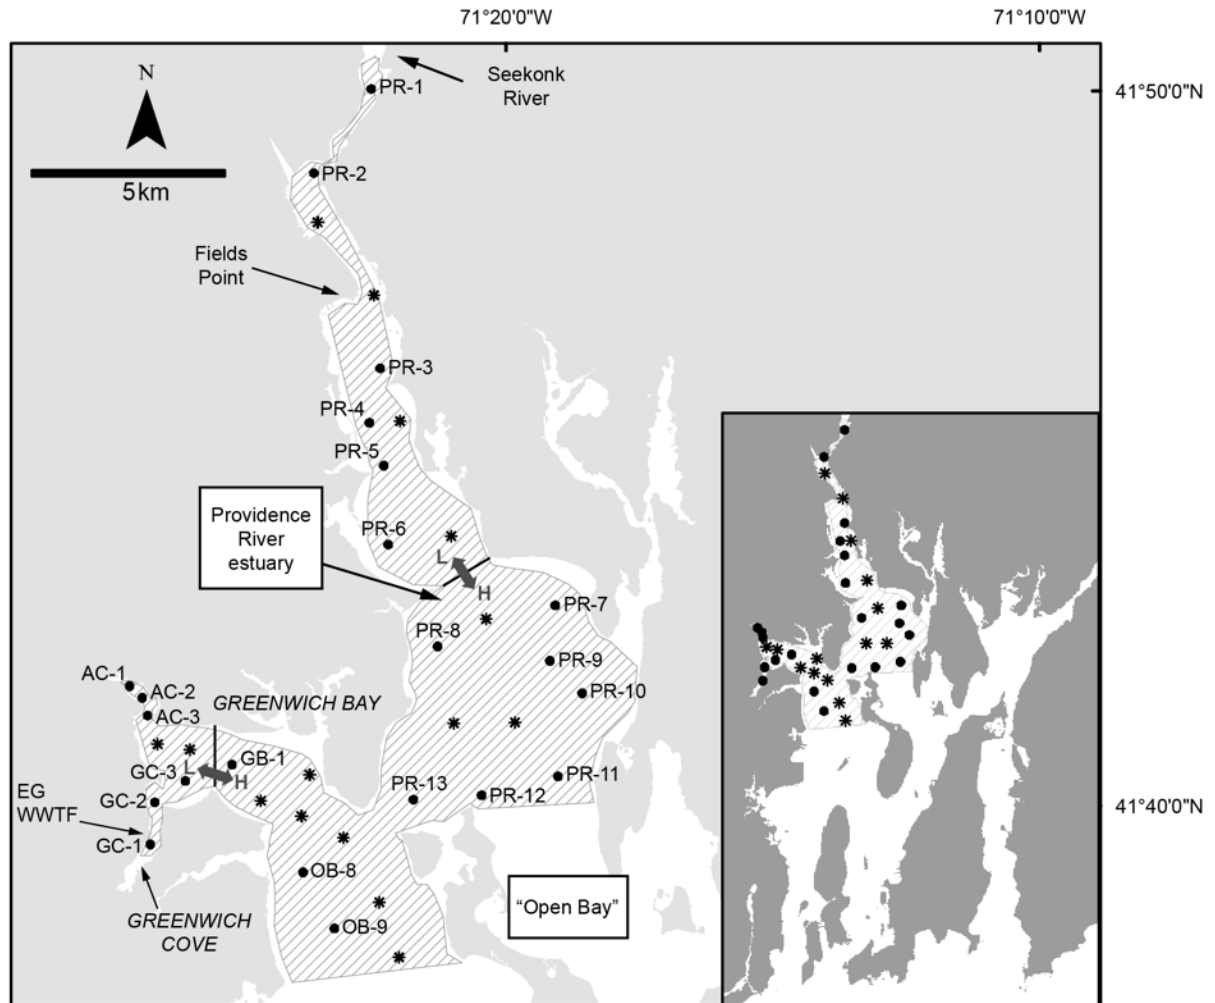 71°20'0"W
71°10'0"W
N
Seekonk
River
PR-1
41°50'0"N
5km
PR-2
Fields
Point
PR-3
PR-4
PR-5
Providence
River
estuary
PR-6
L
H
PR-7
PR-8
PR-9
PR-10
AC-1
AC-2
AC-3
GREENWICH BAY
GB-1
GC-3
L
H
EG
WWTF
GC-2
GC-1
PR-13
PR-12
PR-11
41°40'0"N
OB-8
OB-9
"Open Bay"
GREENWICH
COVE